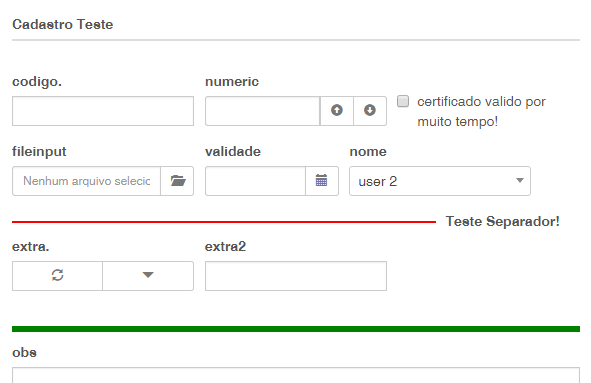 Cadastro Teste
codigo. numeric
certificado valido por
muito tempo!
fileinput validade nome
Nenhum arquivo selecic user 2
Teste Separador!
extra. extra2
obs